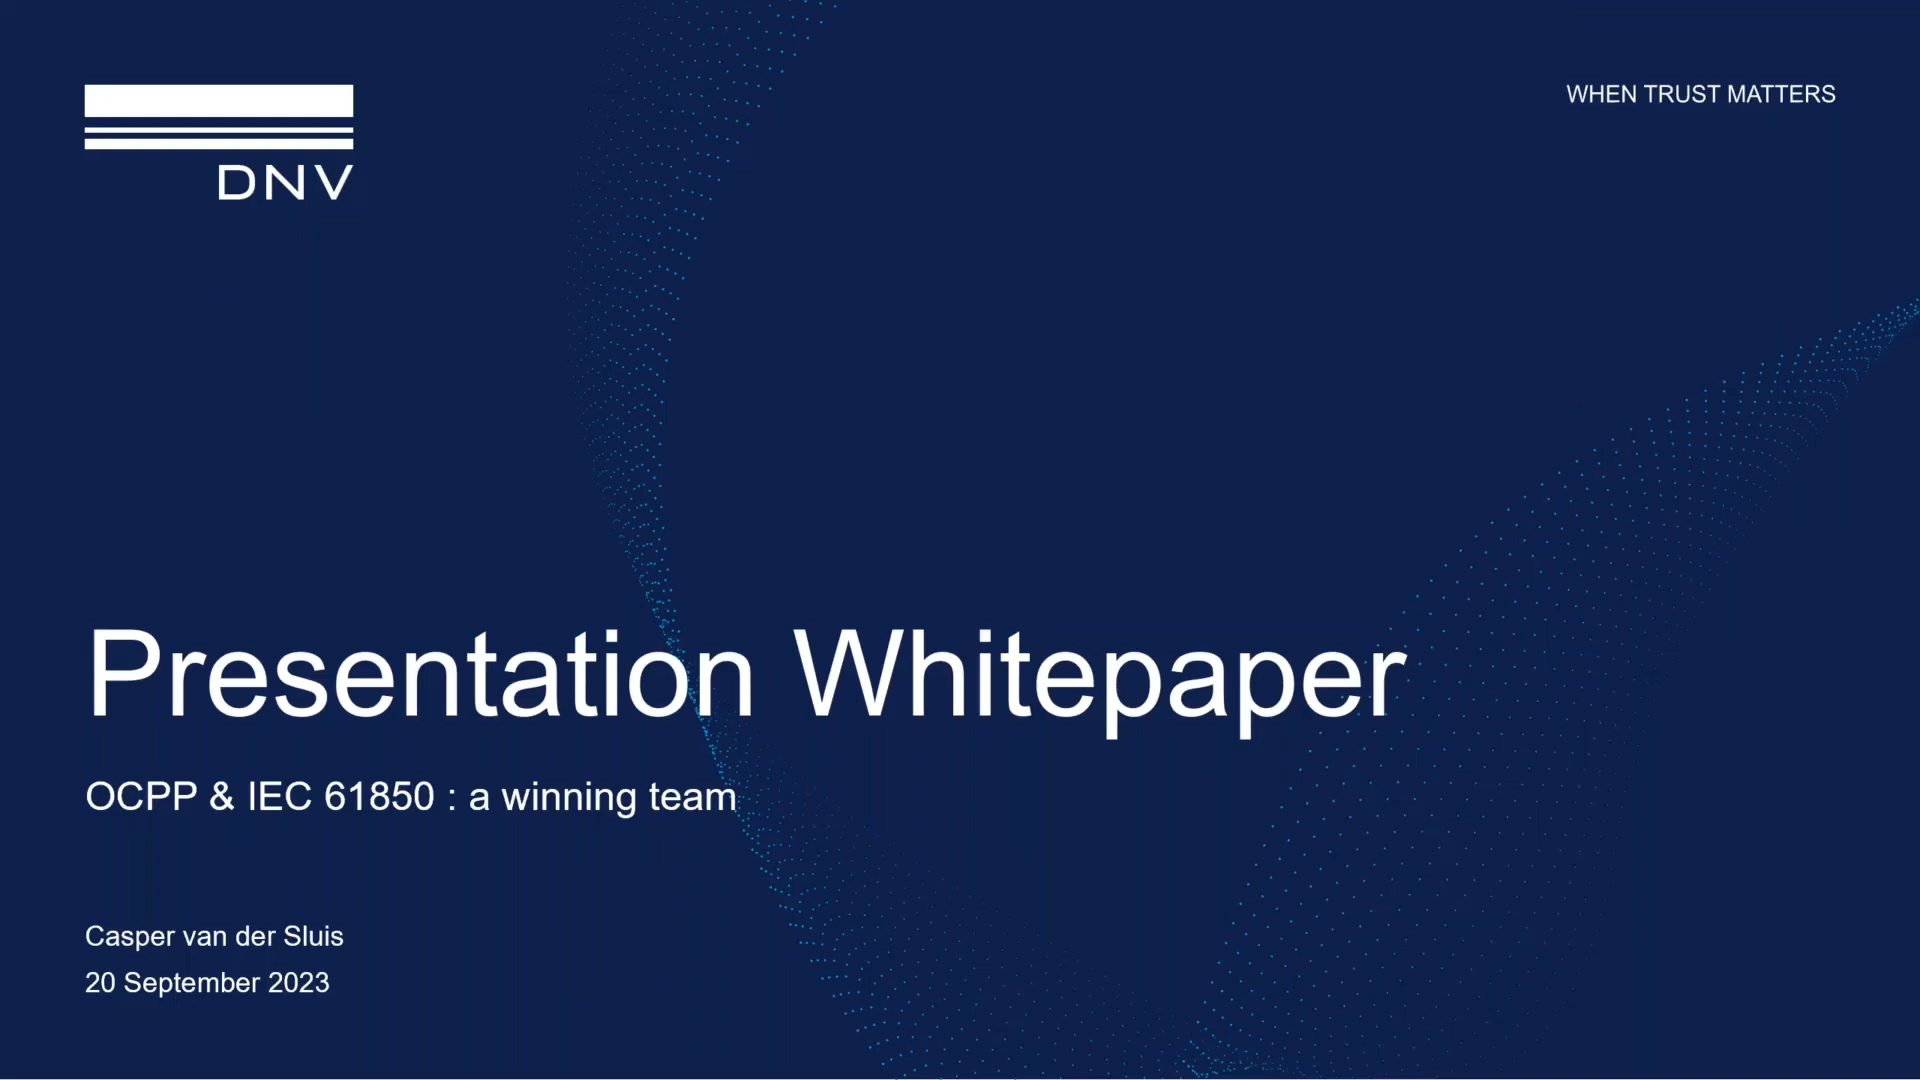 DNV
WHEN TRUST MATTERS
Presentation Whitepaper
OCPP & IEC 61850 : a winning team
Casper van der Sluis
20 September 2023